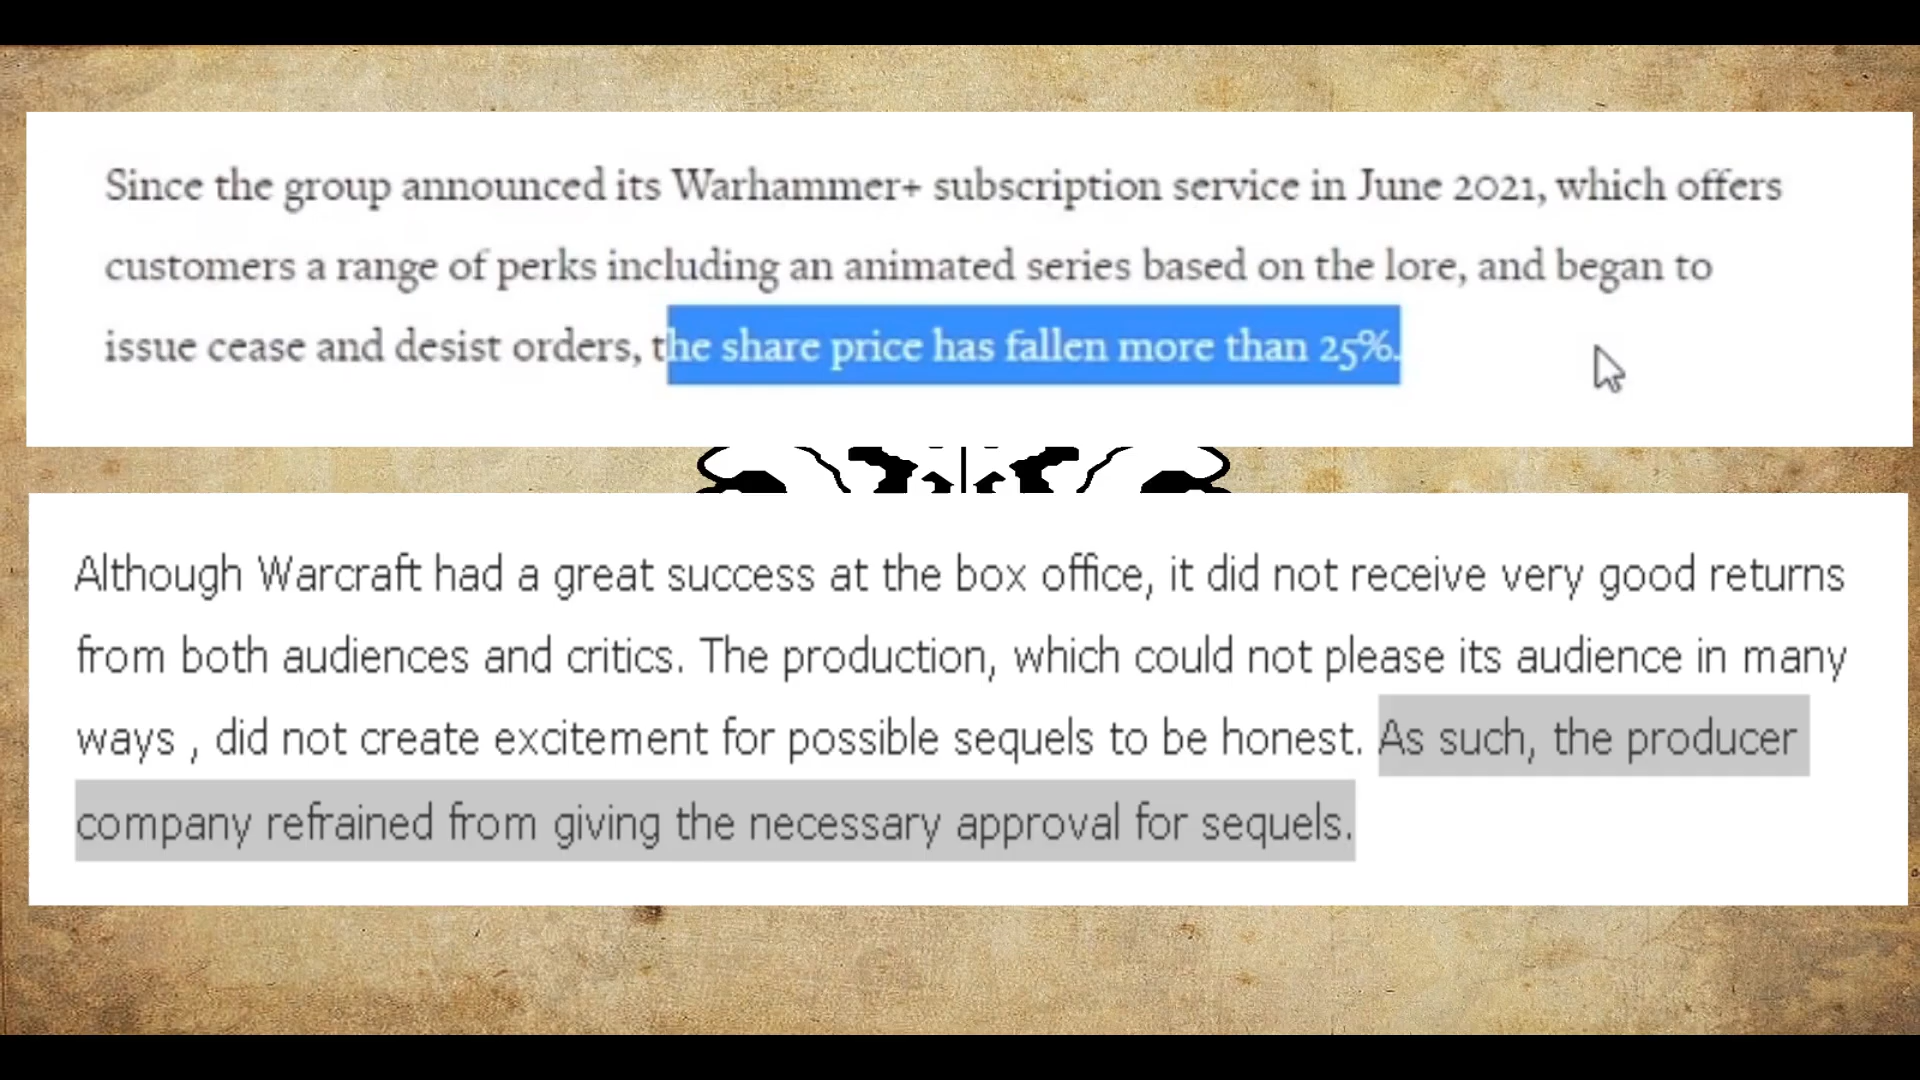 Since the group announced its Warhammer+ subscription service in June 2021, which offers
customers a range of perks including an animated series based on the lore, and began to
issue cease and desist orders, the share price has fallen more than 25%.
Although Warcraft had a great success at the box office, it did not receive very good returns
from both audiences and critics. The production, which could not please its audience in many
ways , did not create excitement for possible sequels to be honest. As such, the producer
company refrained from giving the necessary approval for sequels.